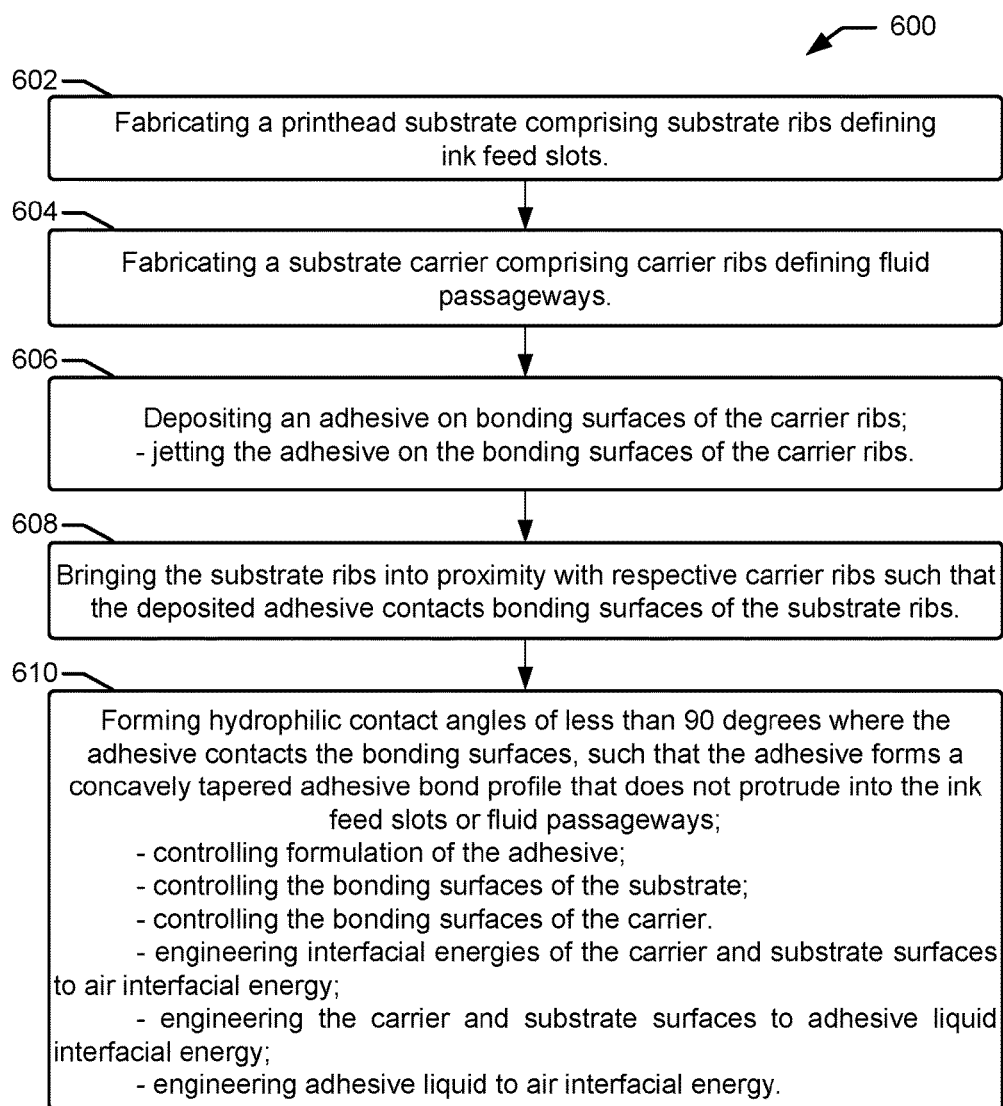 600
602
Fabricating a printhead substrate comprising substrate ribs defining
ink feed slots.
604
Fabricating a substrate carrier comprising carrier ribs defining fluid
passageways.
606
Depositing an adhesive on bonding surfaces of the carrier ribs;
- jetting the adhesive on the bonding surfaces of the carrier ribs.
608
Bringing the substrate ribs into proximity with respective carrier ribs such that
the deposited adhesive contacts bonding surfaces of the substrate ribs.
610
Forming hydrophilic contact angles of less than 90 degrees where the
adhesive contacts the bonding surfaces, such that the adhesive forms a
concavely tapered adhesive bond profile that does not protrude into the ink
feed slots or fluid passageways;
- controlling formulation of the adhesive;
- controlling the bonding surfaces of the substrate;
- controlling the bonding surfaces of the carrier.
- engineering interfacial energies of the carrier and substrate surfaces
to air interfacial energy;
- engineering the carrier and substrate surfaces to adhesive liquid
interfacial energy;
- engineering adhesive liquid to air interfacial energy.